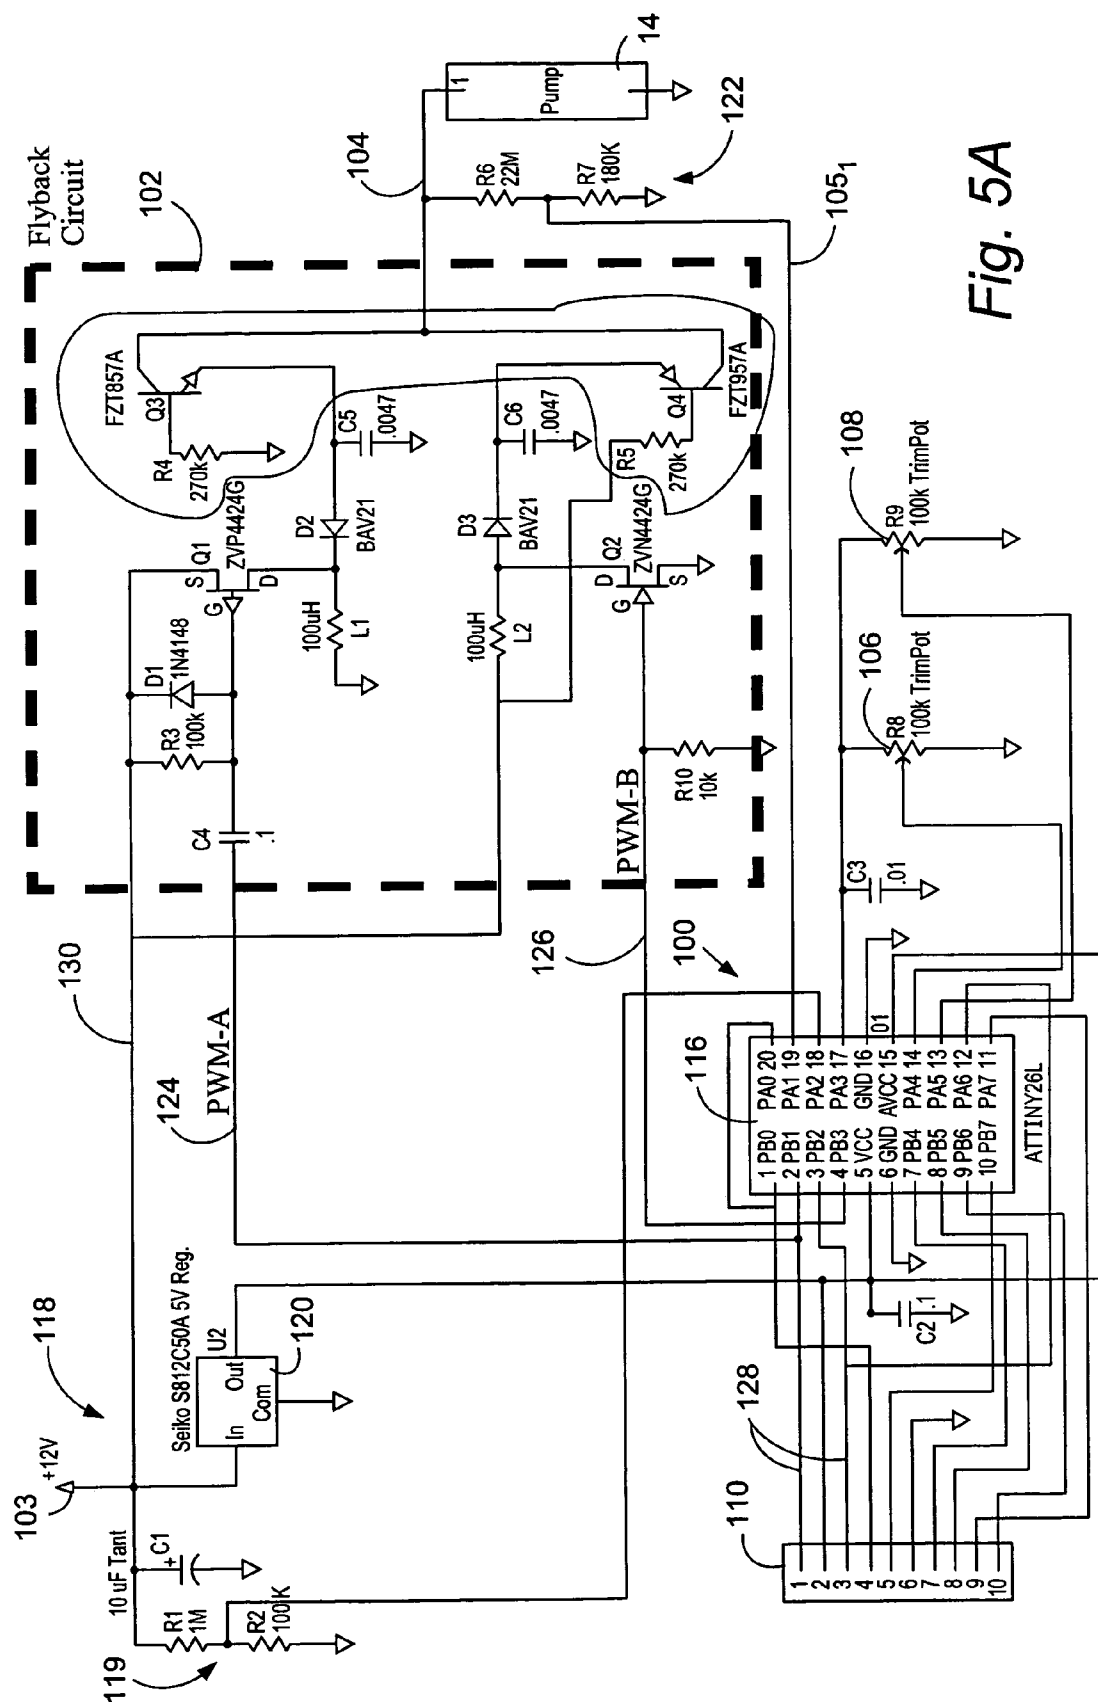 Flyback
Circuit
102
104
14
1
Pump
R6
22M
R7
180K
122
105₁
FZT857A
Q3
R4
270k
C5
.0047
D2
BAV21
ZVP4424G
Q1
S
G
D
D1
1N4148
R3
100k
100uH
L1
C4
.1
C6
.0047
D3
BAV21
R5
270k
Q4
FZT957A
100uH
L2
ZVN4424G
Q2
D
G
S
PWM-B
R10
10k
130
PWM-A
124
126
100
108
R9
100k TrimPot
106
R8
100k TrimPot
C3
.01
118
103
+12V
Seiko S812C50A 5V Reg.
U2
In
Out
Com
120
10 uF Tant
+
C1
R1
1M
R2
100K
119
116
1 PB0 PA0 20
2 PB1 PA1 19
3 PB2 PA2 18
4 PB3 PA3 17
5 VCC GND 16
6 GND AVCC 15
7 PB4 PA4 14
8 PB5 PA5 13
9 PB6 PA6 12
10 PB7 PA7 11
.01
ATTINY26L
C2
.1
128
110
1
2
3
4
5
6
7
8
9
10
Fig. 5A